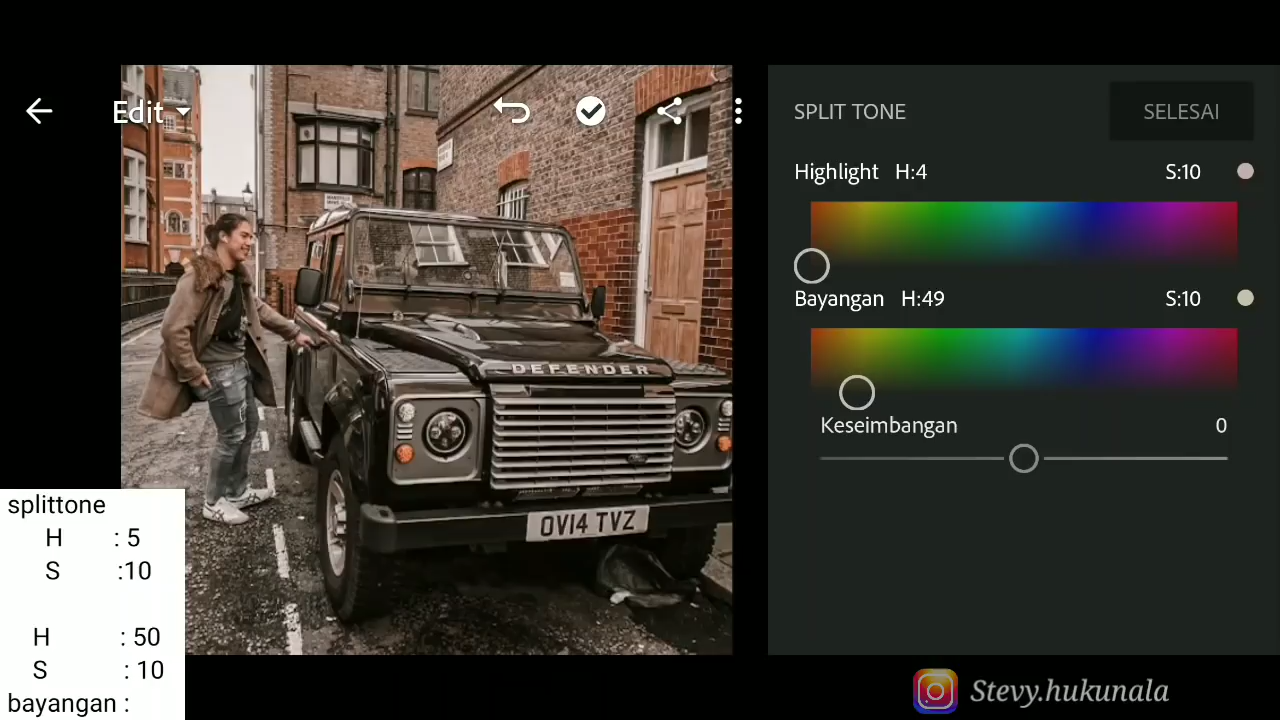 Edit
SPLIT TONE
SELESAI
Highlight H:4 S:10
Bayangan H:49 S:10
Keseimbangan 0
DEFENDER
OV14 TVZ
splittone
H : 5
S :10
H : 50
S : 10
bayangan :
Stevy.hukunala